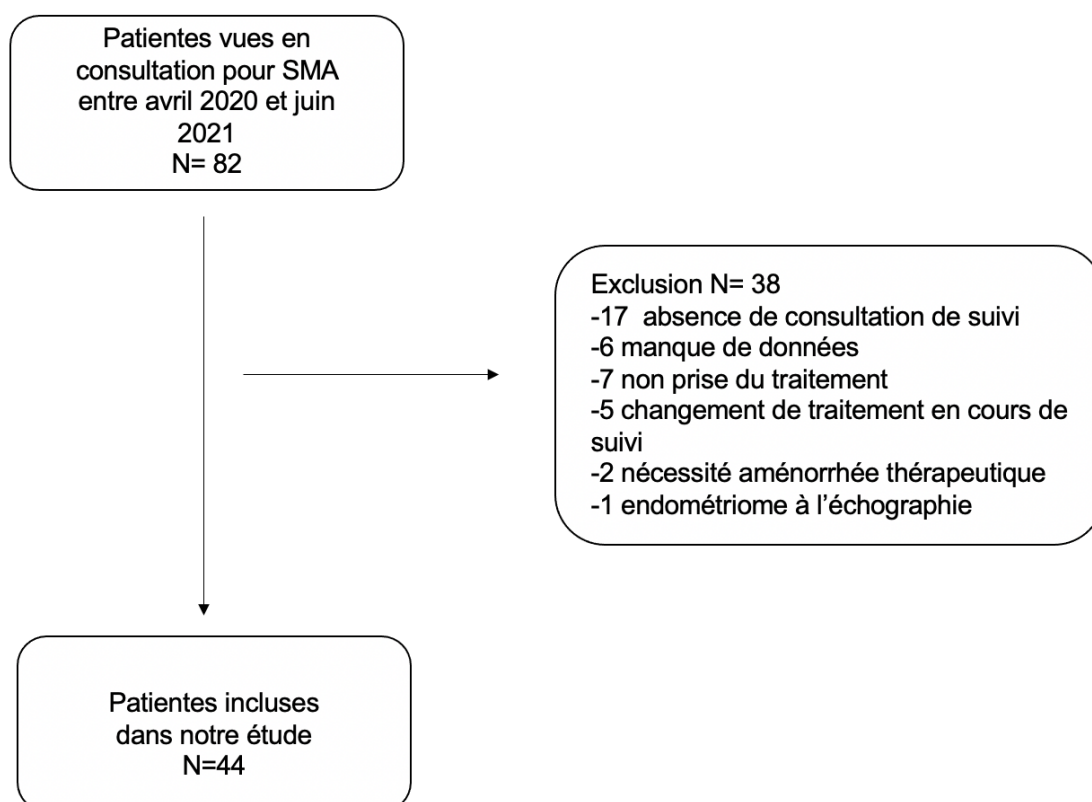 Patientes vues en
consultation pour SMA
entre avril 2020 et juin
2021
N= 82
Exclusion N= 38
-17  absence de consultation de suivi
-6 manque de données
-7 non prise du traitement
-5 changement de traitement en cours de
suivi
-2 nécessité aménorrhée thérapeutique
-1 endométriome à l’échographie
Patientes incluses
dans notre étude
N=44